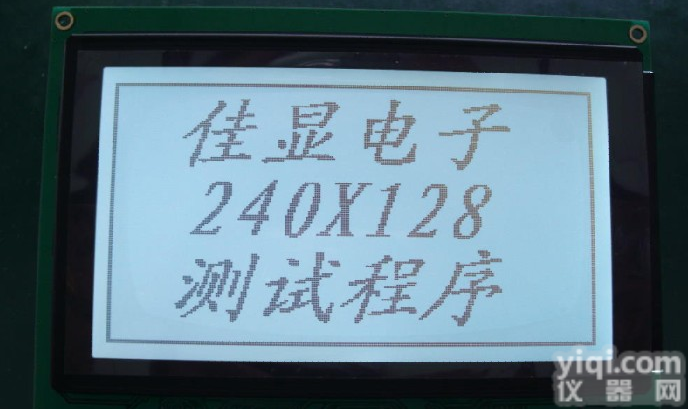 佳显电子
240X128
测试程序
yiqi.com
仪器网